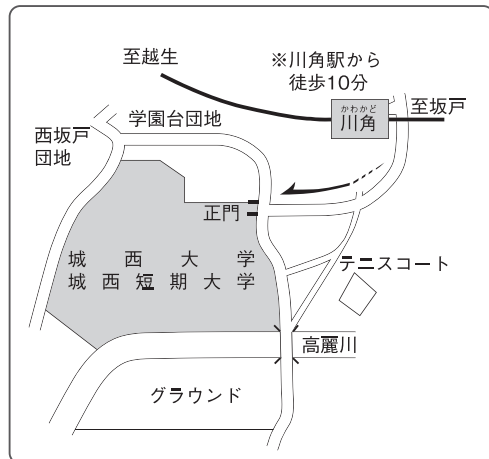 至越生
※川角駅から
徒歩10分
かわかど
川角
至坂戸
学園台団地
西坂戸
団地
正門
城西大学
城西短期大学
テニスコート
高麗川
グラウンド